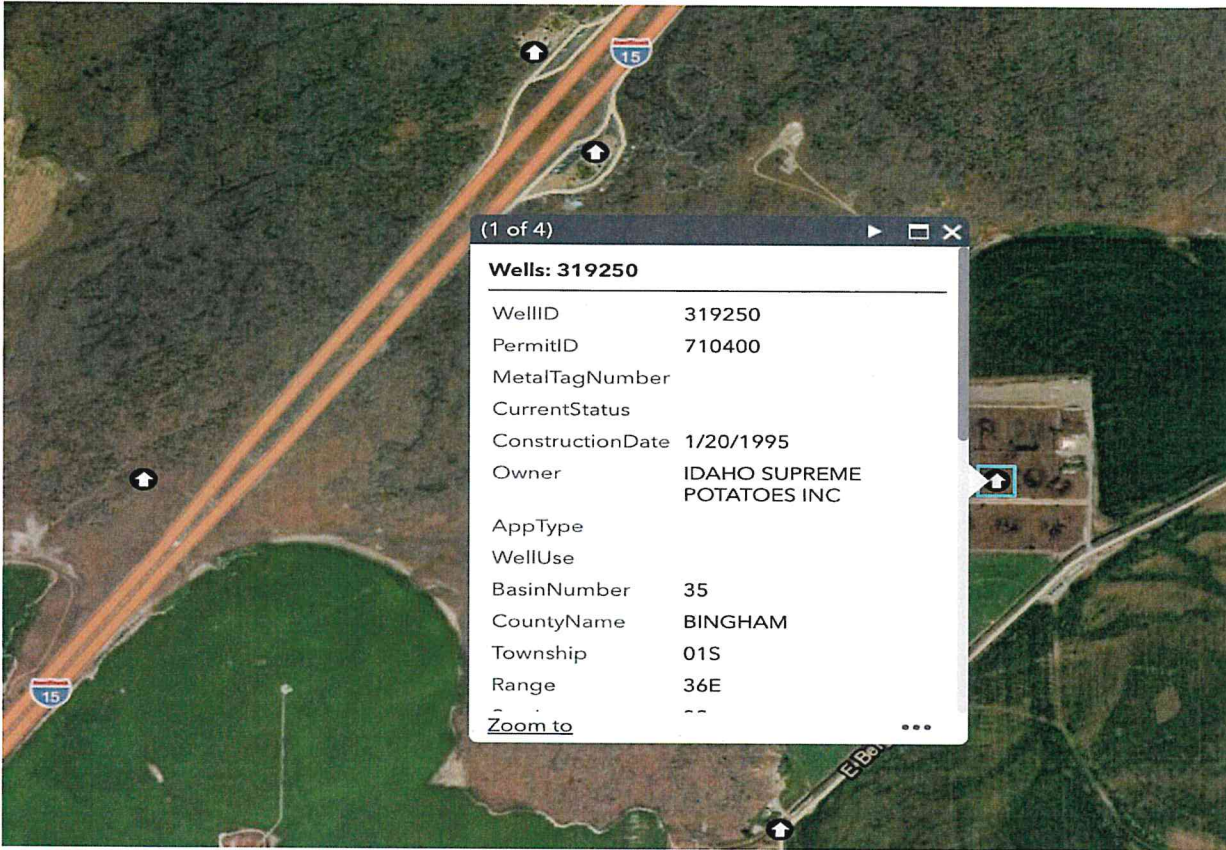 15
(1 of 4)
Wells: 319250
WellID 319250
PermitID 710400
MetalTagNumber
CurrentStatus
ConstructionDate 1/20/1995
Owner IDAHO SUPREME
POTATOES INC
AppType
WellUse
BasinNumber 35
CountyName BINGHAM
Township 01S
Range 36E
15
Zoom to
E Ber